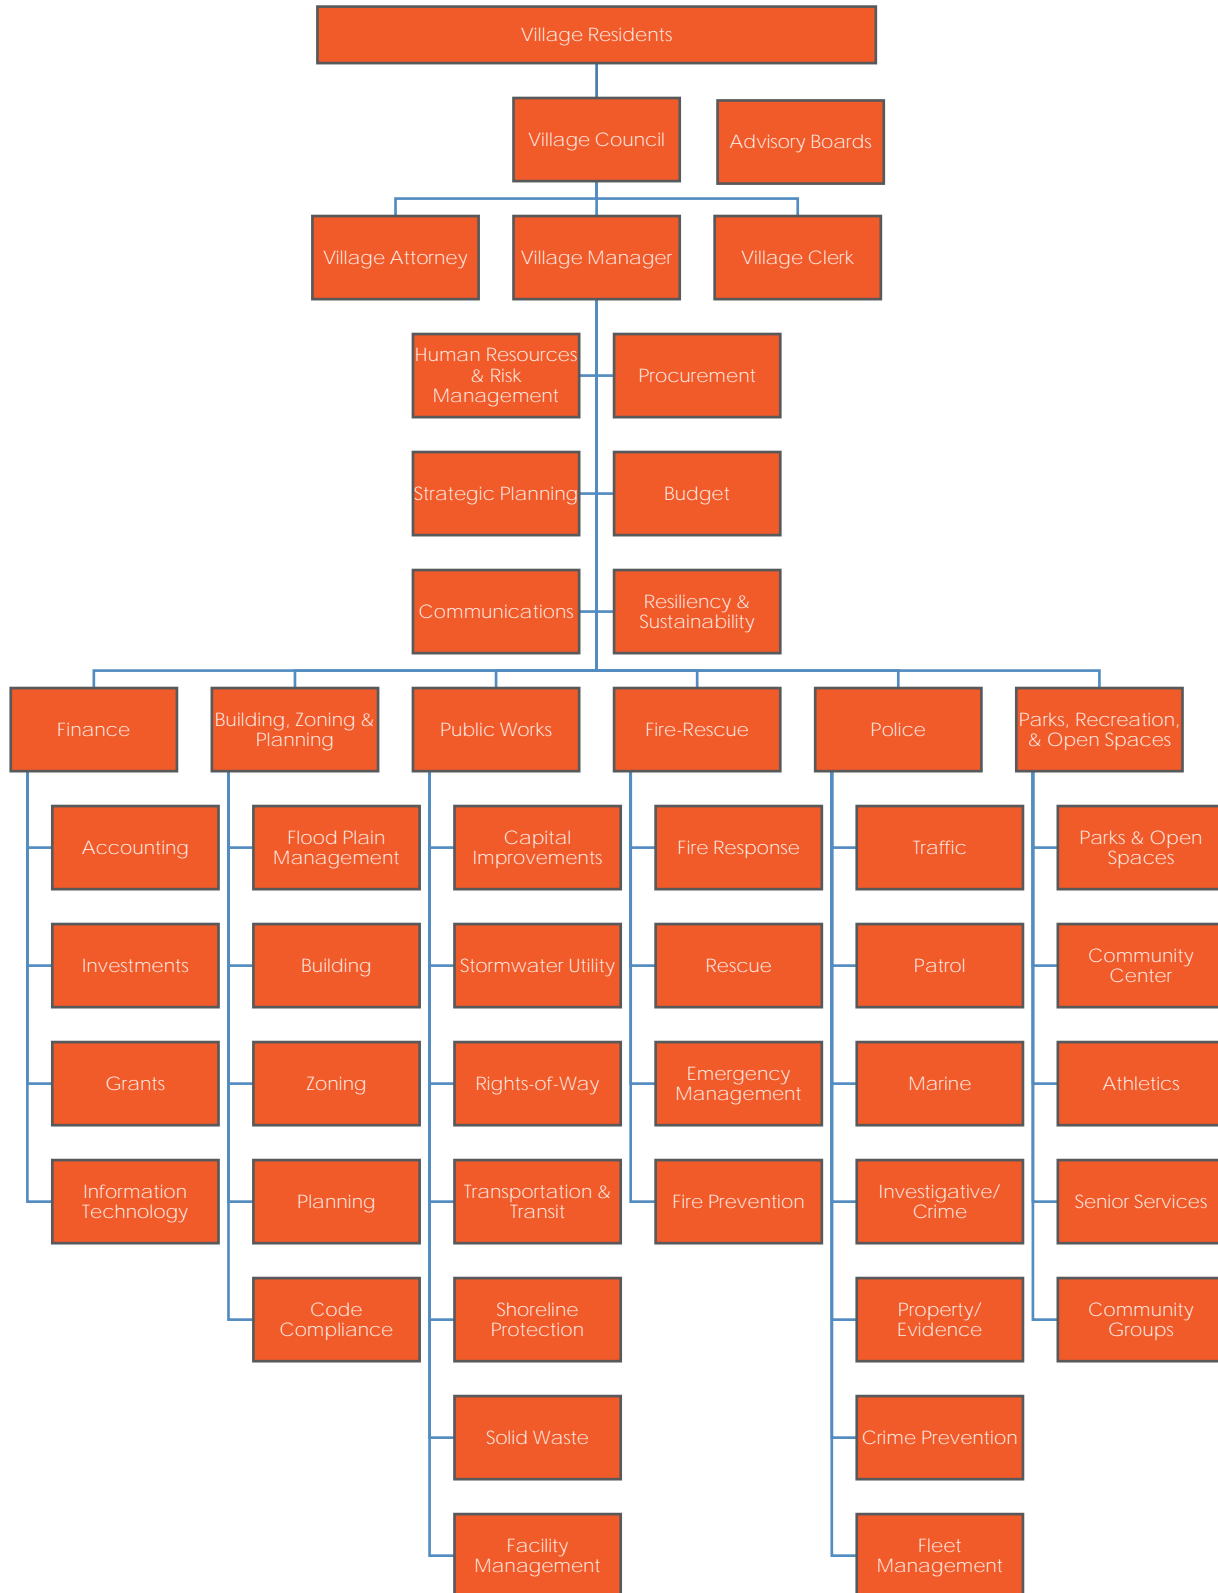 Village Residents
Village Council
Advisory Boards
Village Attorney
Village Manager
Village Clerk
Human Resources
& Risk
Management
Procurement
Strategic Planning
Budget
Communications
Resiliency &
Sustainability
Finance
Building, Zoning &
Planning
Public Works
Fire-Rescue
Police
Parks, Recreation,
& Open Spaces
Accounting
Flood Plain
Management
Capital
Improvements
Fire Response
Traffic
Parks & Open
Spaces
Investments
Building
Stormwater Utility
Rescue
Patrol
Community
Center
Grants
Zoning
Rights-of-Way
Emergency
Management
Marine
Athletics
Information
Technology
Planning
Transportation &
Transit
Fire Prevention
Investigative/
Crime
Senior Services
Code
Compliance
Shoreline
Protection
Property/
Evidence
Community
Groups
Solid Waste
Crime Prevention
Facility
Management
Fleet
Management